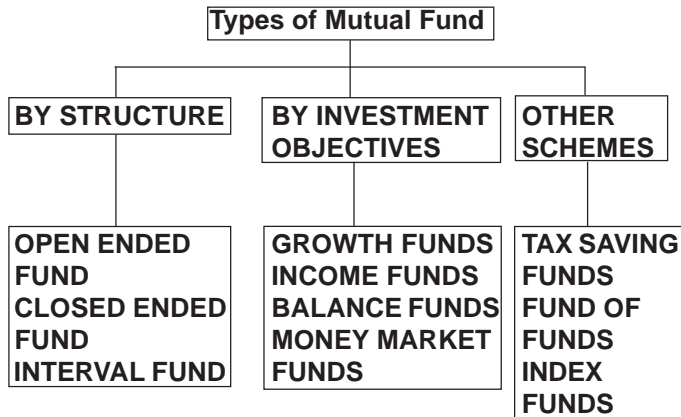 Types of Mutual Fund
BY STRUCTURE
BY INVESTMENT
OBJECTIVES
OTHER
SCHEMES
OPEN ENDED
FUND
CLOSED ENDED
FUND
INTERVAL FUND
GROWTH FUNDS
INCOME FUNDS
BALANCE FUNDS
MONEY MARKET
FUNDS
TAX SAVING
FUNDS
FUND OF
FUNDS
INDEX
FUNDS